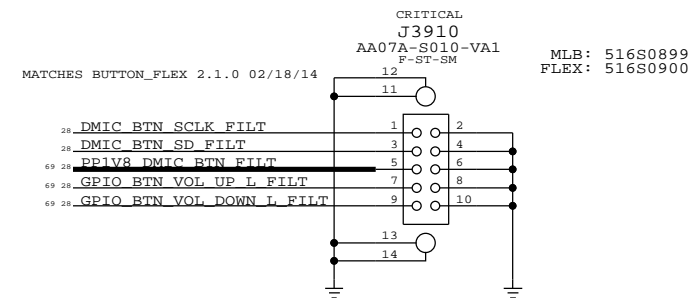 CRITICAL
J3910
AA07A-S010-VA1
F-ST-SM
MLB: 516S0899
FLEX: 516S0900
MATCHES BUTTON_FLEX 2.1.0 02/18/14
12
11
28 DMIC_BTN_SCLK_FILT 1 2
28 DMIC_BTN_SD_FILT 3 4
69 28 PP1V8_DMIC_BTN_FILT 5 6
69 28 GPIO_BTN_VOL_UP_L_FILT 7 8
69 28 GPIO_BTN_VOL_DOWN_L_FILT 9 10
13
14